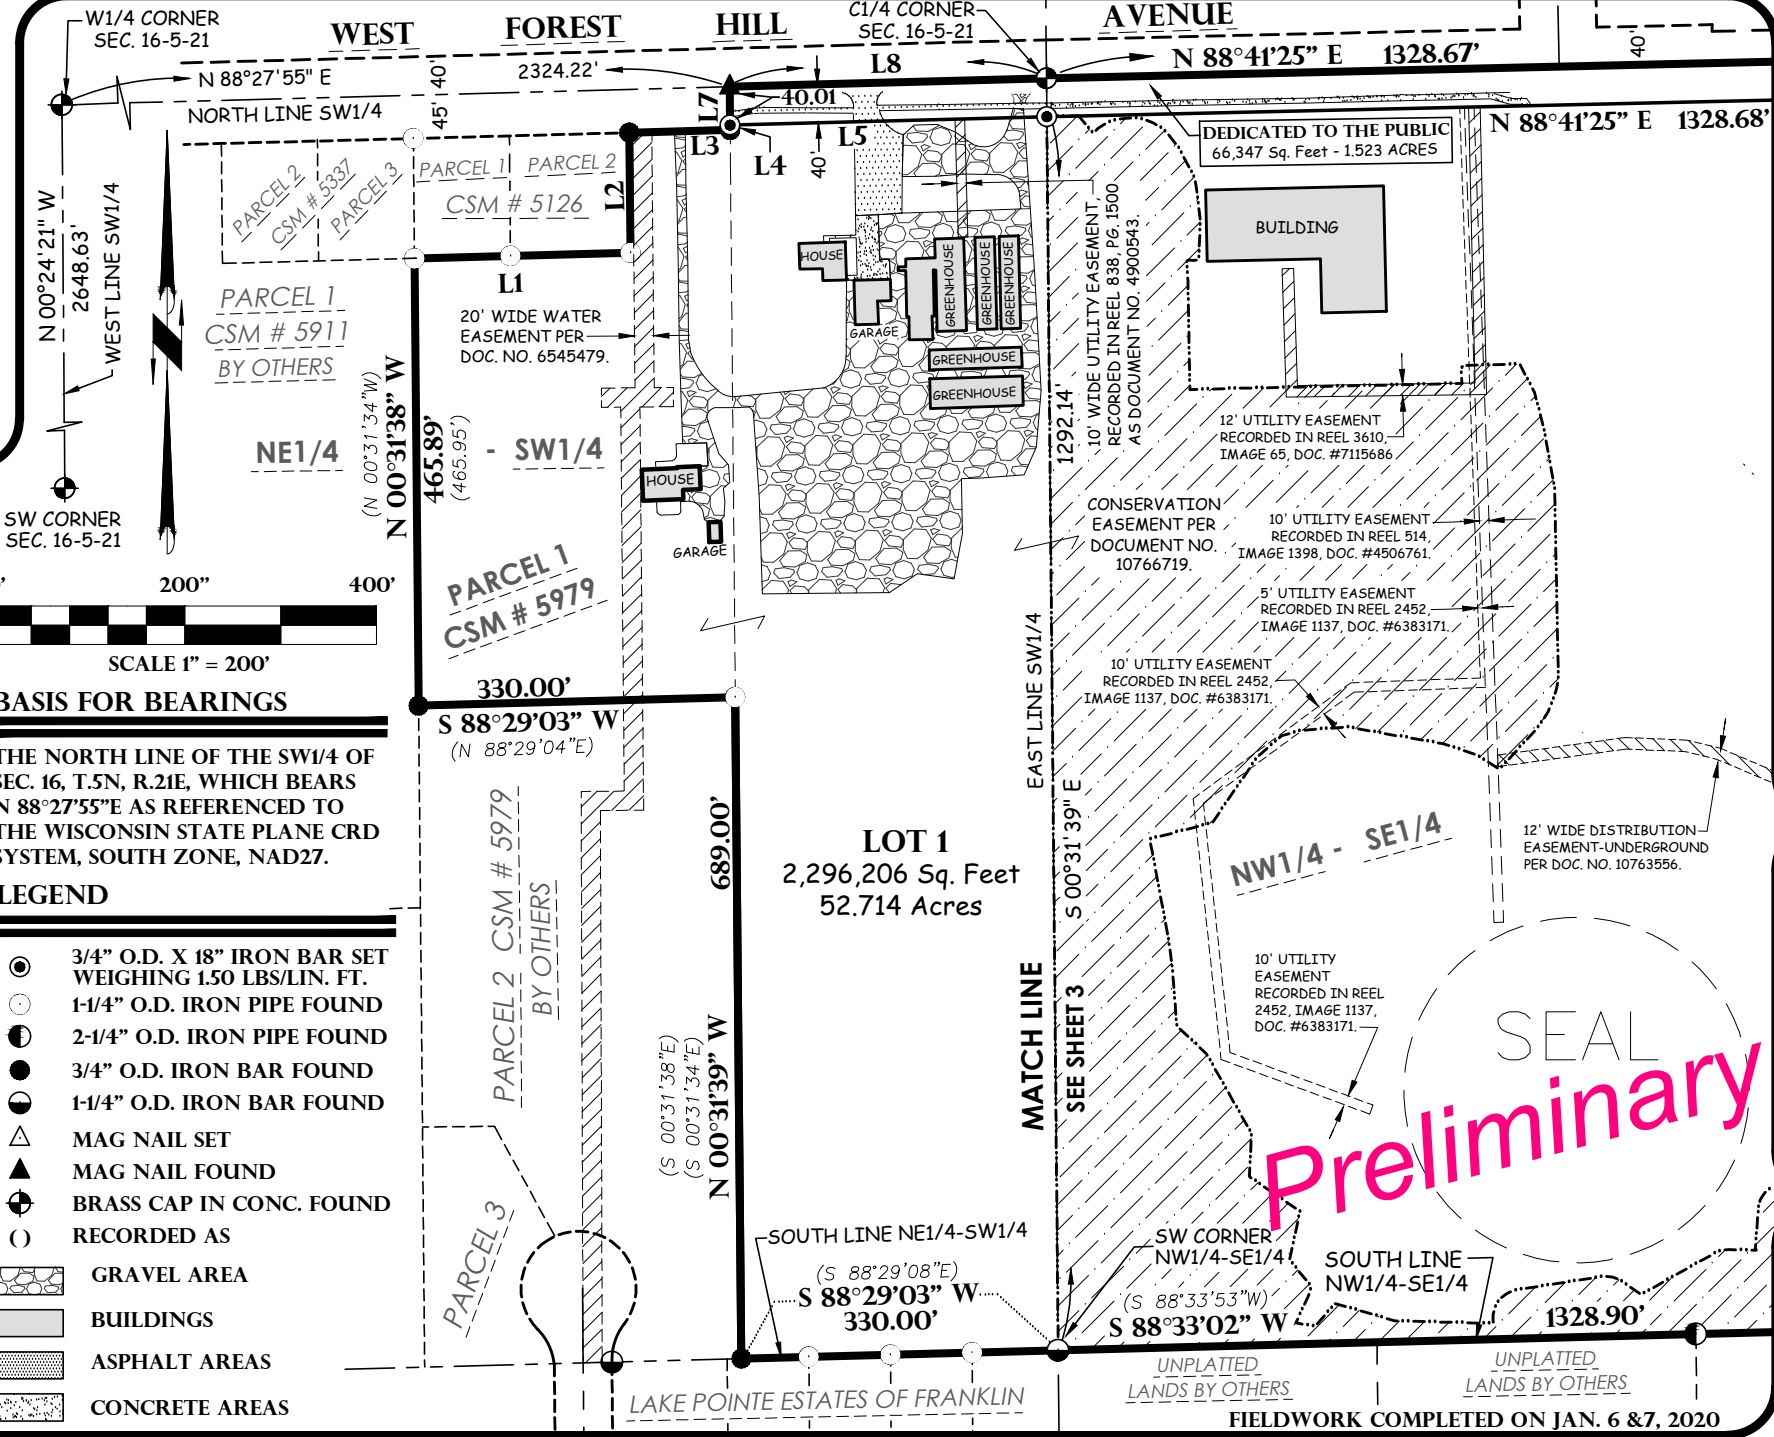 W1/4 CORNER
SEC. 16-5-21
WEST FOREST HILL AVENUE
C1/4 CORNER
SEC. 16-5-21
N 88°27'55" E
2324.22'
L8
N 88°41'25" E 1328.67'
40'
NORTH LINE SW1/4
45' 40'
L7
40.01
L3
L4
L5
40'
DEDICATED TO THE PUBLIC
66,347 Sq. Feet - 1.523 ACRES
N 88°41'25" E 1328.68'
PARCEL 2
CSM # 5337
PARCEL 3
PARCEL 1 PARCEL 2
CSM # 5126
L2
L1
N 00°24'21" W
2648.63'
WEST LINE SW1/4
PARCEL 1
CSM # 5911
BY OTHERS
20' WIDE WATER
EASEMENT PER
DOC. NO. 6545479.
HOUSE
GARAGE
GREENHOUSE
GREENHOUSE
GREENHOUSE
GREENHOUSE
GREENHOUSE
10' WIDE UTILITY EASEMENT,
RECORDED IN REEL 838, PG. 1500
AS DOCUMENT NO. 4900543.
BUILDING
(N 00°31'34"W)
N 00°31'38" W
465.89'
(465.95')
NE1/4 - SW1/4
HOUSE
GARAGE
1292.14'
12' UTILITY EASEMENT
RECORDED IN REEL 3610,
IMAGE 65, DOC. #7115686
SW CORNER
SEC. 16-5-21
CONSERVATION
EASEMENT PER
DOCUMENT NO.
10766719.
10' UTILITY EASEMENT
RECORDED IN REEL 514,
IMAGE 1398, DOC. #4506761.
5' UTILITY EASEMENT
RECORDED IN REEL 2452,
IMAGE 1137, DOC. #6383171.
10' UTILITY EASEMENT
RECORDED IN REEL 2452,
IMAGE 1137, DOC. #6383171.
' 200" 400'
SCALE 1" = 200'
PARCEL 1
CSM # 5979
330.00'
S 88°29'03" W
(N 88°29'04"E)
BASIS FOR BEARINGS
THE NORTH LINE OF THE SW1/4 OF
SEC. 16, T.5N, R.21E, WHICH BEARS
N 88°27'55"E AS REFERENCED TO
THE WISCONSIN STATE PLANE CRD
SYSTEM, SOUTH ZONE, NAD27.
EAST LINE SW1/4
S 00°31'39" E
689.00'
LOT 1
2,296,206 Sq. Feet
52.714 Acres
NW1/4 - SE1/4
12' WIDE DISTRIBUTION
EASEMENT-UNDERGROUND
PER DOC. NO. 10763556.
PARCEL 2 CSM # 5979
BY OTHERS
LEGEND
3/4" O.D. X 18" IRON BAR SET
WEIGHING 1.50 LBS/LIN. FT.
1-1/4" O.D. IRON PIPE FOUND
2-1/4" O.D. IRON PIPE FOUND
3/4" O.D. IRON BAR FOUND
1-1/4" O.D. IRON BAR FOUND
MAG NAIL SET
MAG NAIL FOUND
BRASS CAP IN CONC. FOUND
() RECORDED AS
GRAVEL AREA
BUILDINGS
ASPHALT AREAS
CONCRETE AREAS
(S 00°31'38"E)
(S 00°31'34"E)
N 00°31'39" W
MATCH LINE
SEE SHEET 3
10' UTILITY
EASEMENT
RECORDED IN REEL
2452, IMAGE 1137,
DOC. #6383171.
SEAL
Preliminary
PARCEL 3
SOUTH LINE NE1/4-SW1/4
(S 88°29'08"E)
S 88°29'03" W
330.00'
SW CORNER
NW1/4-SE1/4
SOUTH LINE
NW1/4-SE1/4
(S 88°33'53"W)
S 88°33'02" W
1328.90'
LAKE POINTE ESTATES OF FRANKLIN
UNPLATTED
LANDS BY OTHERS
UNPLATTED
LANDS BY OTHERS
FIELDWORK COMPLETED ON JAN. 6 &7, 2020